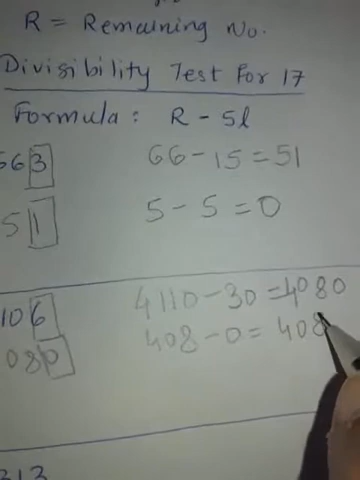 R = Remaining No.
Divisibility Test For 17
Formula: R - 5l
663 66 - 15 = 51
51 5 - 5 = 0
106 4110 - 30 = 4080
080 408 - 0 = 408
313